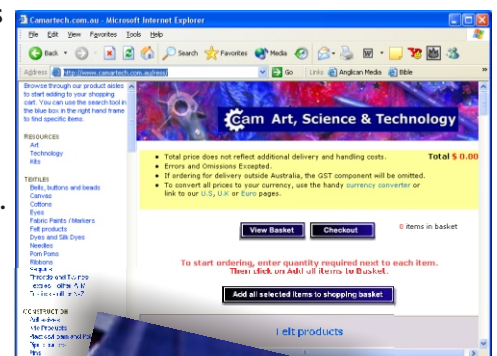 s
Camartech.com.au - Microsoft Internet Explorer
File Edit View Favorites Tools Help
Back Search Favorites Media
Address http://www.camartech.com.au/ress/ Go Links Anglican Media Bible
Browse through our product aisles
to start adding to your shopping
cart. You can use the search tool in
the blue box in the right hand frame
to find specific items.
RESOURCES
Art
Technology
Kits
TEXTILES
Bells, buttons and beads
Canvas
Cottons
Eyes
Fabric Paints / Markers
Felt products
Dyes and Silk Dyes
Needles
Pom Poms
Ribbons
Sequins
Threads and Twines
CONSTRUCTION
Adhesives
Pins
Cam Art, Science & Technology
• Total price does not reflect additional delivery and handling costs. Total $ 0.00
• Errors and Omissions Excepted.
• If ordering for delivery outside Australia, the GST component will be omitted.
• To convert all prices to your currency, use the handy currency converter or
link to our U.S, U.K or Euro pages.
View Basket Checkout 0 items in basket
To start ordering, enter quantity required next to each item.
Then click on Add all items to Basket.
Add all selected items to shopping basket
Felt products